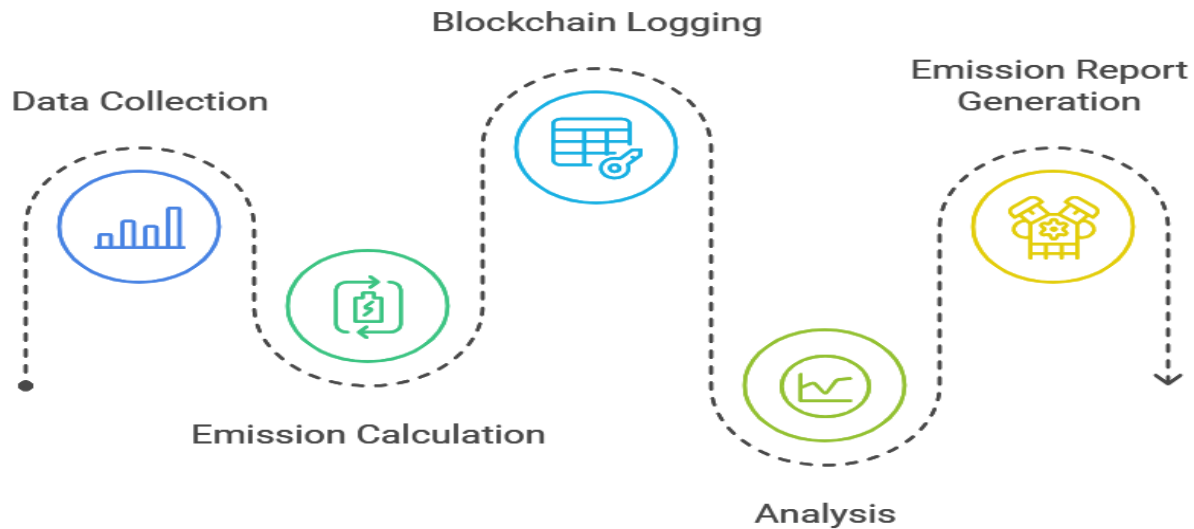 Data Collection
Emission Calculation
Blockchain Logging
Analysis
Emission Report
Generation